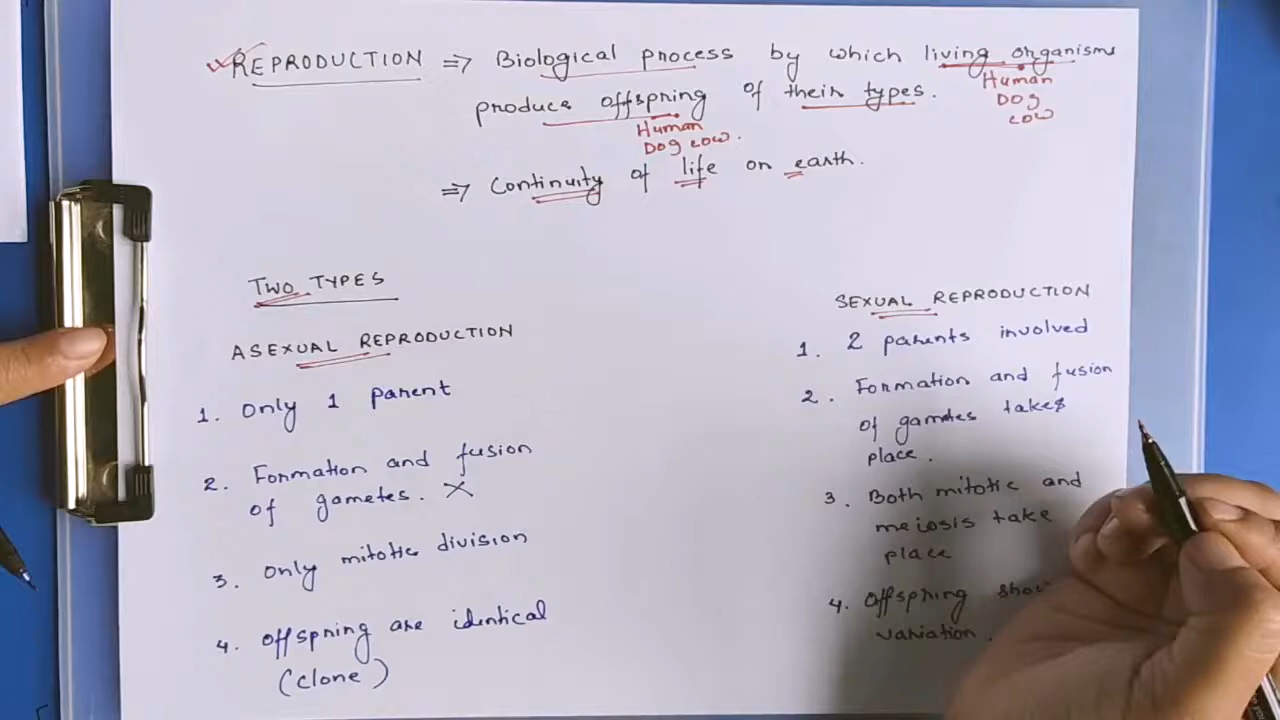 REPRODUCTION ⇒ Biological process by which living organisms
Human
produce offspring of their types.
Dog
Cow
Human
Dog Cow.
⇒ Continuity of life on earth.
TWO TYPES
ASEXUAL REPRODUCTION
1. Only 1 parent
2. Formation and fusion
of gametes. ✗
3. Only mitotic division
4. Offspring are identical
(clone)
SEXUAL REPRODUCTION
1. 2 parents involved
2. Formation and fusion
of gametes takes
place.
3. Both mitotic and
meiosis take
place
4. Offspring
variation.